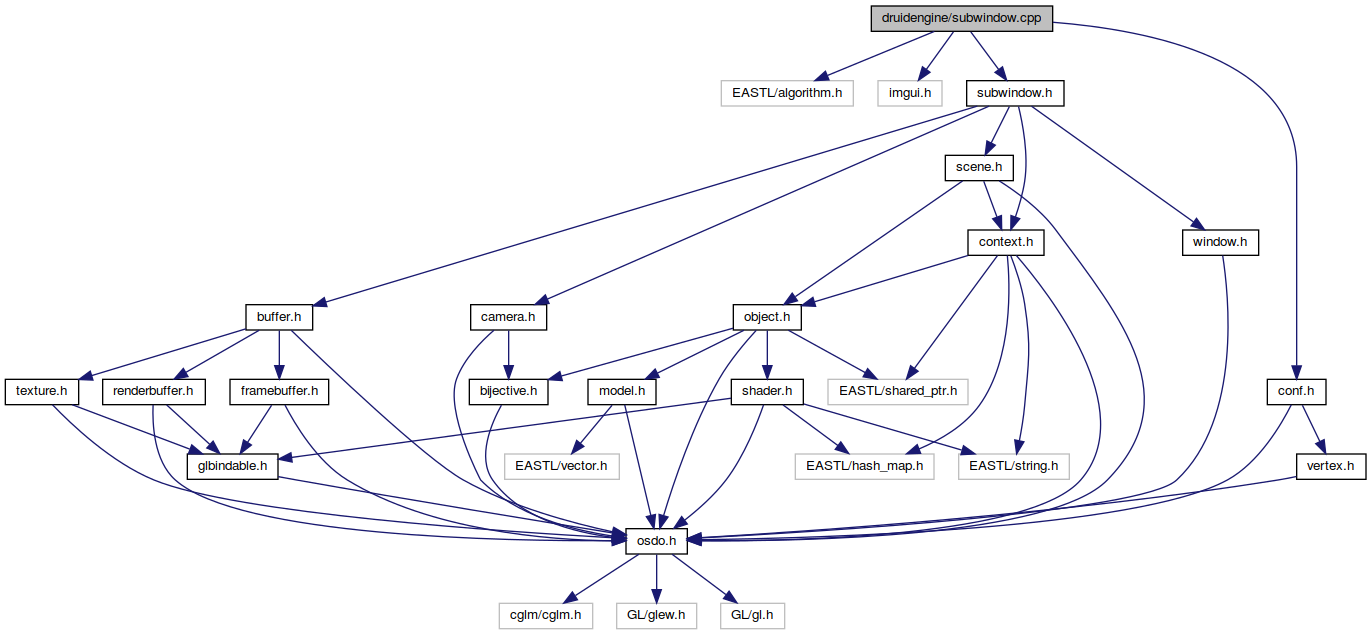 druidengine/subwindow.cpp
EASTL/algorithm.h
imgui.h
subwindow.h
scene.h
context.h
window.h
buffer.h
camera.h
object.h
texture.h
renderbuffer.h
framebuffer.h
bijective.h
model.h
shader.h
EASTL/shared_ptr.h
conf.h
glbindable.h
EASTL/vector.h
EASTL/hash_map.h
EASTL/string.h
vertex.h
osdo.h
cglm/cglm.h
GL/glew.h
GL/gl.h